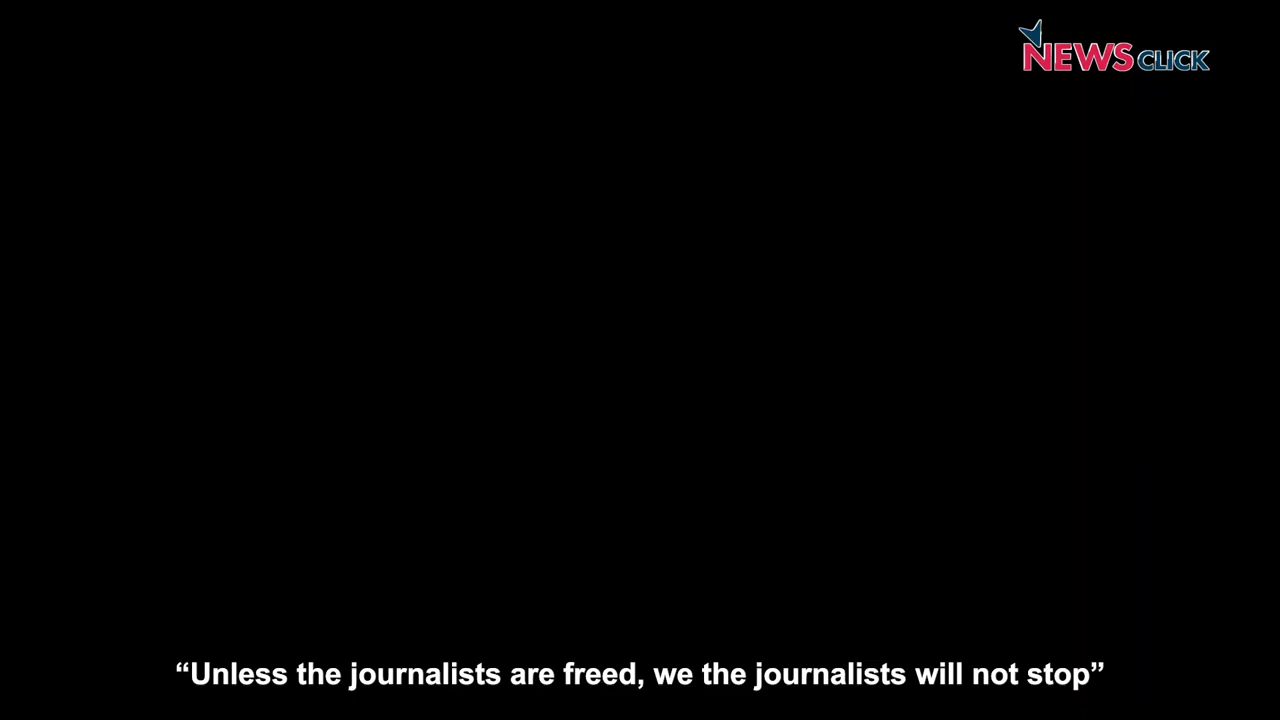 NEWSCLICK
“Unless the journalists are freed, we the journalists will not stop”